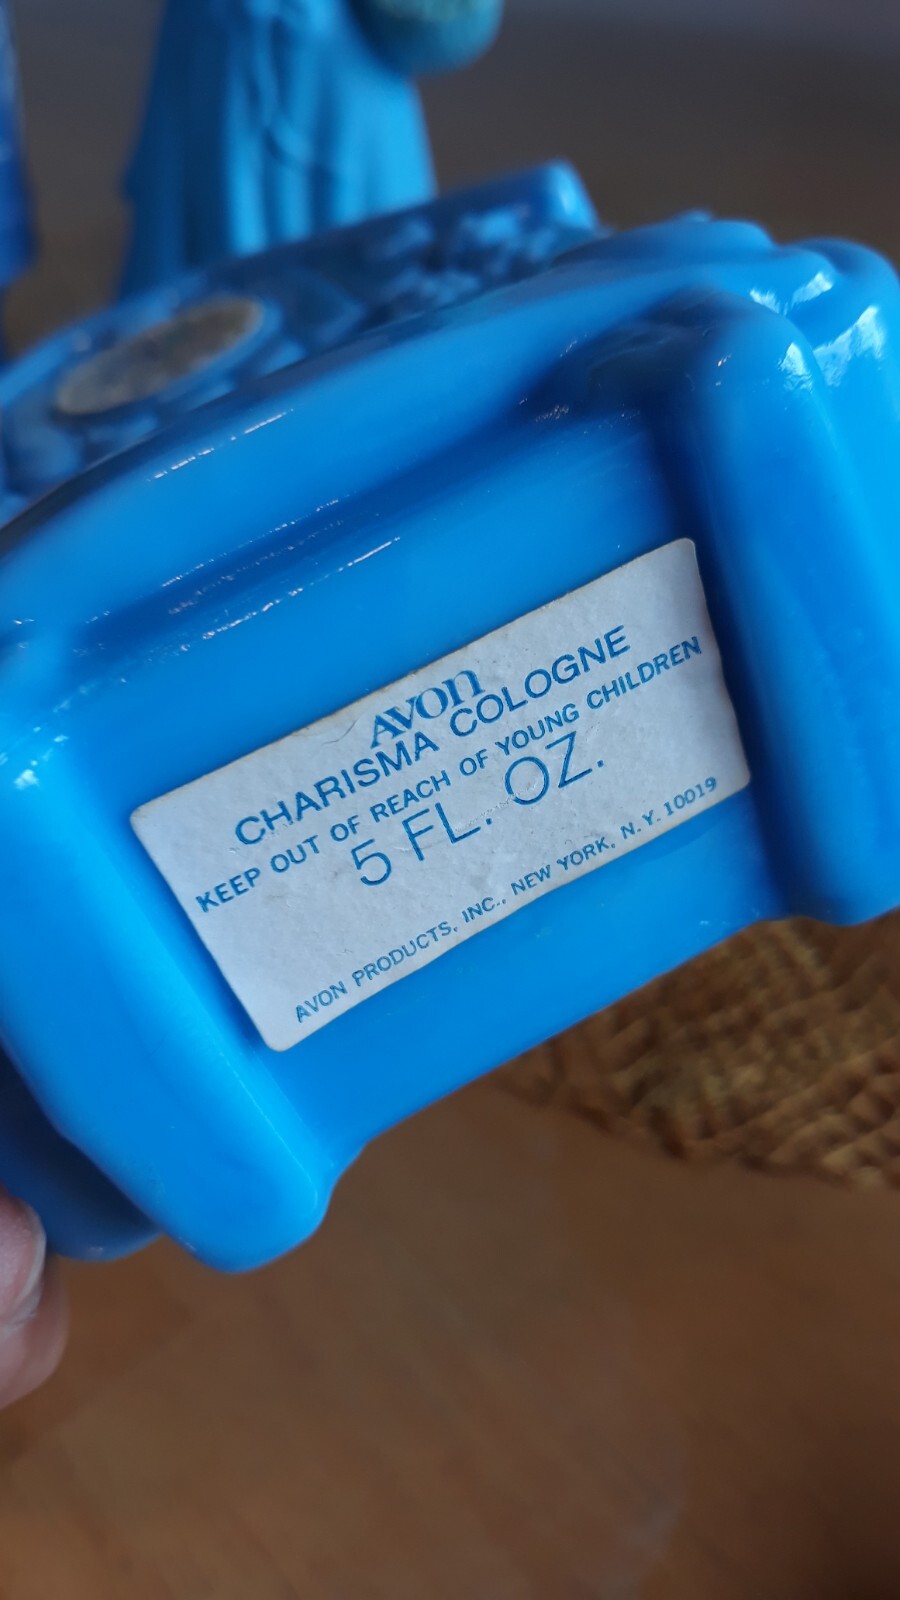 AVON
CHARISMA COLOGNE
KEEP OUT OF REACH OF YOUNG CHILDREN
5 FL. OZ.
AVON PRODUCTS, INC., NEW YORK, N.Y. 10019